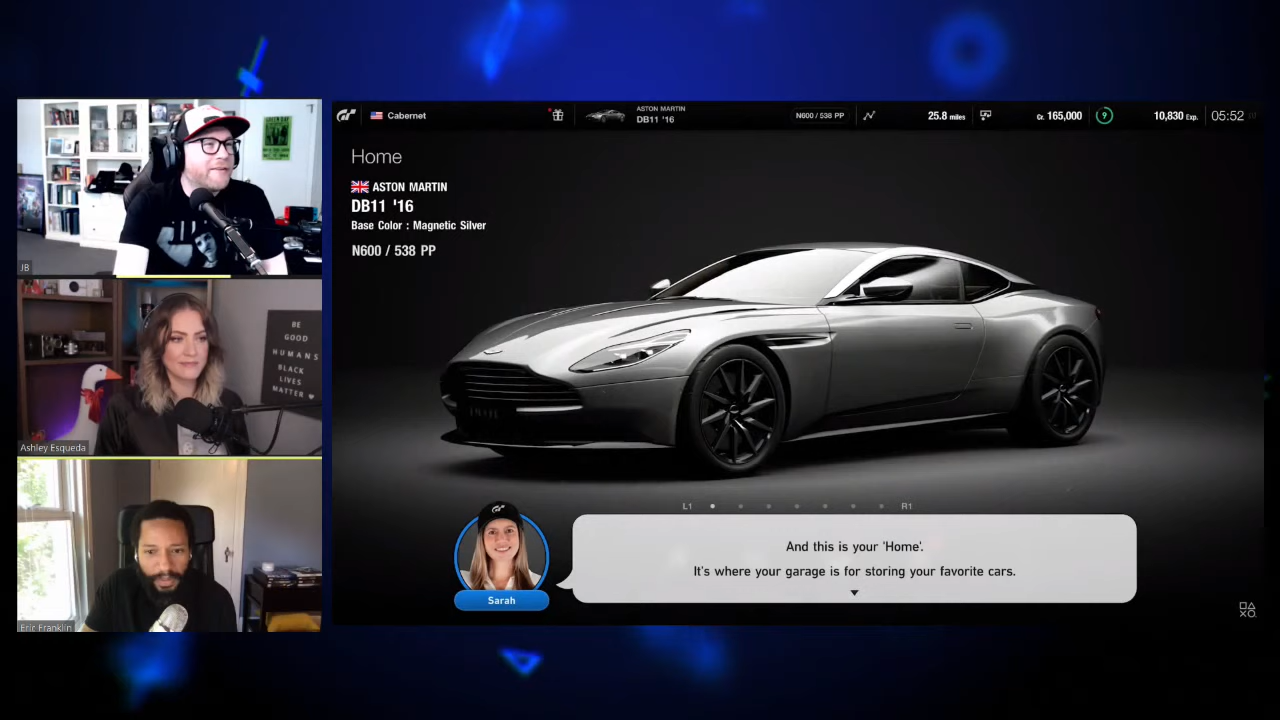 JB
Ashley Esqueda
BE
GOOD
HUMANS
BLACK
LIVES
MATTER
Eric Franklin
GREEN DAY
Cabernet
ASTON MARTIN
DB11 '16
N600 / 538 PP
25.8 miles
Cr. 165,000
9
10,830 Exp.
05:52
Home
ASTON MARTIN
DB11 '16
Base Color : Magnetic Silver
N600 / 538 PP
L1
R1
And this is your 'Home'.
It's where your garage is for storing your favorite cars.
Sarah